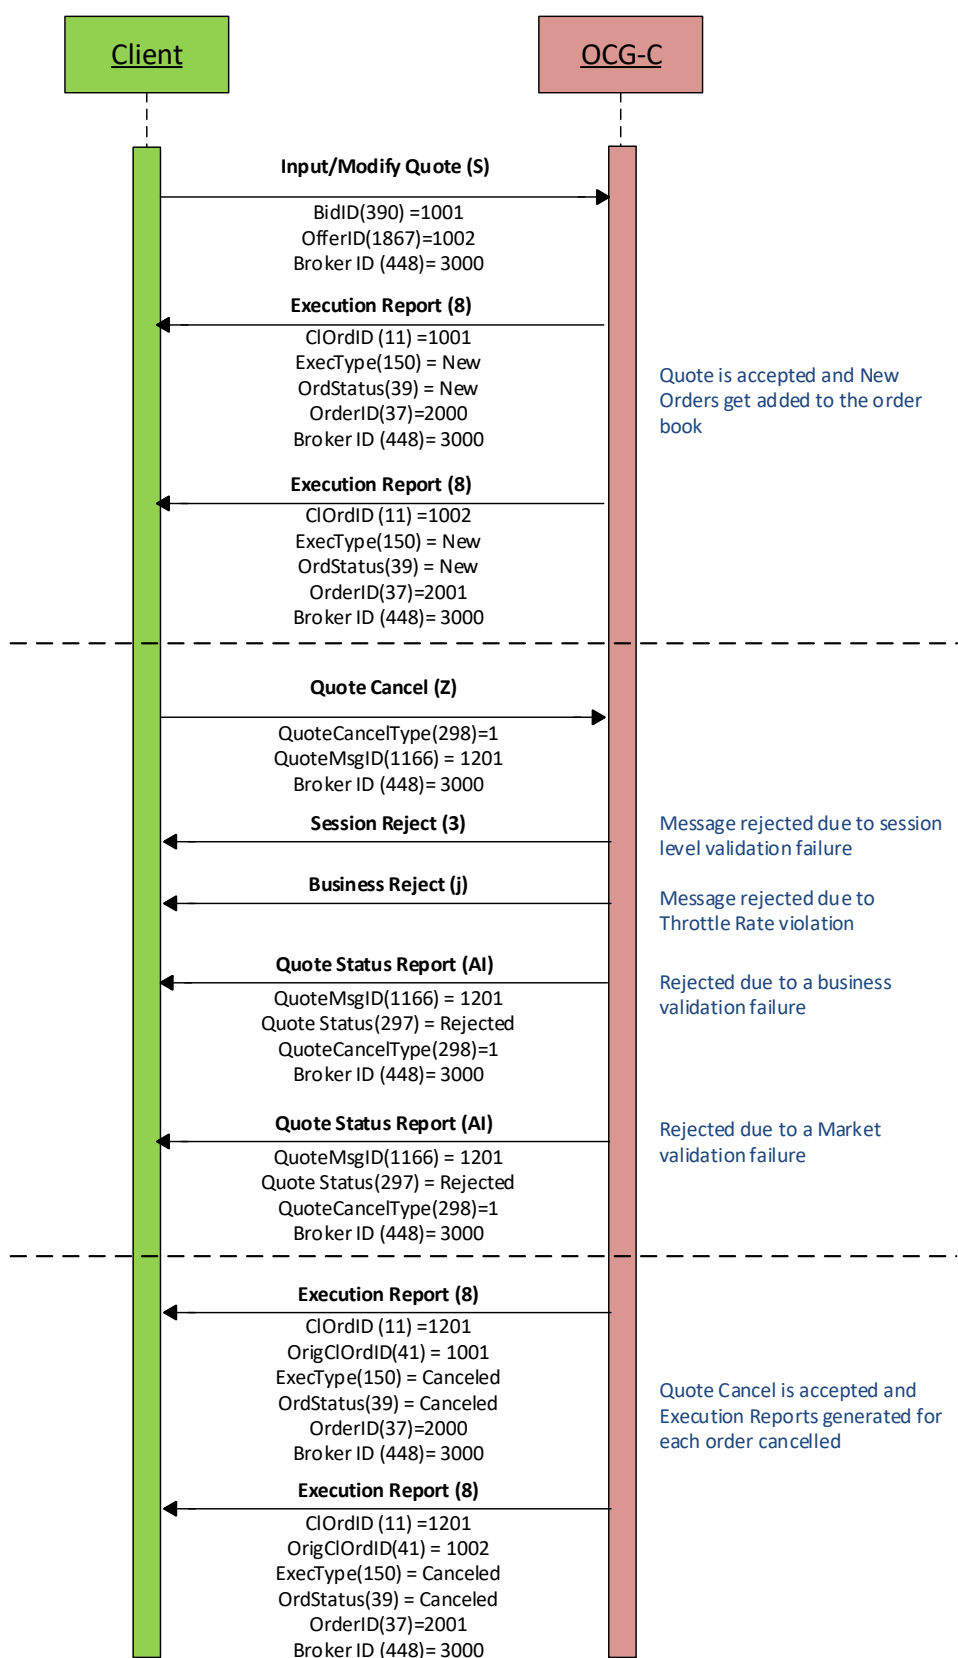 Client
OCG-C
Input/Modify Quote (S)
BidID(390) =1001
OfferID(1867)=1002
Broker ID (448)= 3000
Execution Report (8)
ClOrdID (11) =1001
ExecType(150) = New
OrdStatus(39) = New
OrderID(37)=2000
Broker ID (448)= 3000
Quote is accepted and New
Orders get added to the order
book
Execution Report (8)
ClOrdID (11) =1002
ExecType(150) = New
OrdStatus(39) = New
OrderID(37)=2001
Broker ID (448)= 3000
Quote Cancel (Z)
QuoteCancelType(298)=1
QuoteMsgID(1166) = 1201
Broker ID (448)= 3000
Session Reject (3)
Message rejected due to session
level validation failure
Business Reject (j)
Message rejected due to
Throttle Rate violation
Quote Status Report (AI)
QuoteMsgID(1166) = 1201
Quote Status(297) = Rejected
QuoteCancelType(298)=1
Broker ID (448)= 3000
Rejected due to a business
validation failure
Quote Status Report (AI)
QuoteMsgID(1166) = 1201
Quote Status(297) = Rejected
QuoteCancelType(298)=1
Broker ID (448)= 3000
Rejected due to a Market
validation failure
Execution Report (8)
ClOrdID (11) =1201
OrigClOrdID(41) = 1001
ExecType(150) = Canceled
OrdStatus(39) = Canceled
OrderID(37)=2000
Broker ID (448)= 3000
Quote Cancel is accepted and
Execution Reports generated for
each order cancelled
Execution Report (8)
ClOrdID (11) =1201
OrigClOrdID(41) = 1002
ExecType(150) = Canceled
OrdStatus(39) = Canceled
OrderID(37)=2001
Broker ID (448)= 3000